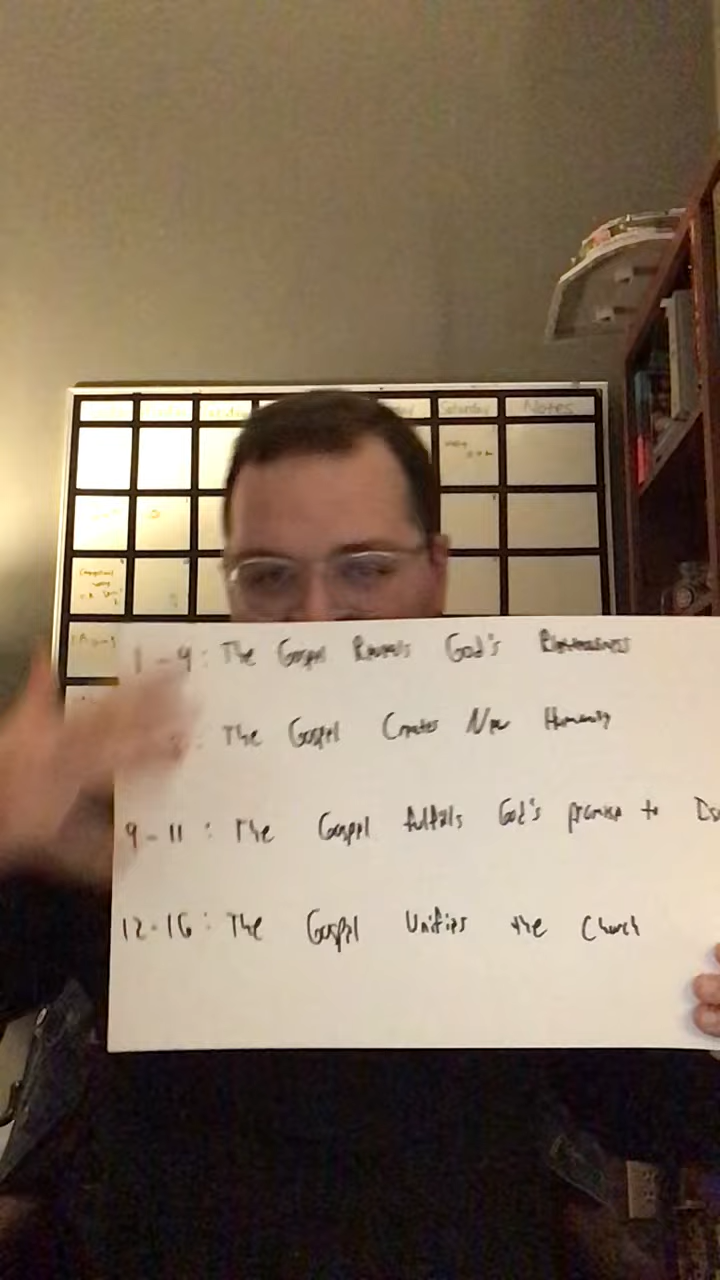 Saturday Notes
1-4: The Gospel Reveals God's
The Gospel Creates New Humanity
9-11: The Gospel fulfills God's promise to
12-16: The Gospel Unifies the Church